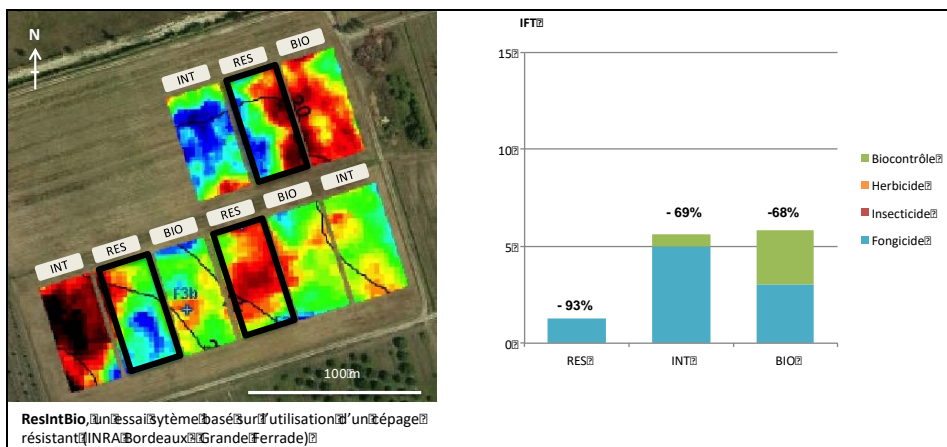 N
INT
RES
BIO
INT
RES
BIO
RES
BIO
INT
F3b
100 m
ResIntBio, un essai sytème basé sur l'utilisation d'un cépage
résistant (INRA Bordeaux - Grande Ferrade)
IFT
15
10
5
0
- 93%
- 69%
-68%
RES
INT
BIO
Biocontrôle
Herbicide
Insecticide
Fongicide